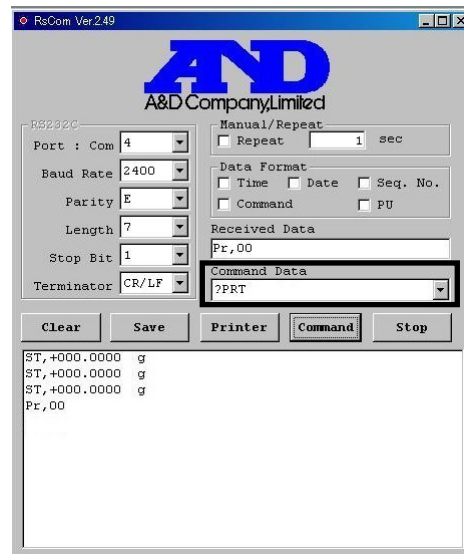 RsCom Ver.2.49
AND
A&D Company,Limited
RS232C
Port : Com 4
Baud Rate 2400
Parity E
Length 7
Stop Bit 1
Terminator CR/LF
Manual/Repeat
Repeat 1 sec
Data Format
Time Date Seq. No.
Command PU
Received Data
Pr,00
Command Data
?PRT
Clear Save Printer Command Stop
ST,+000.0000 g
ST,+000.0000 g
ST,+000.0000 g
Pr,00